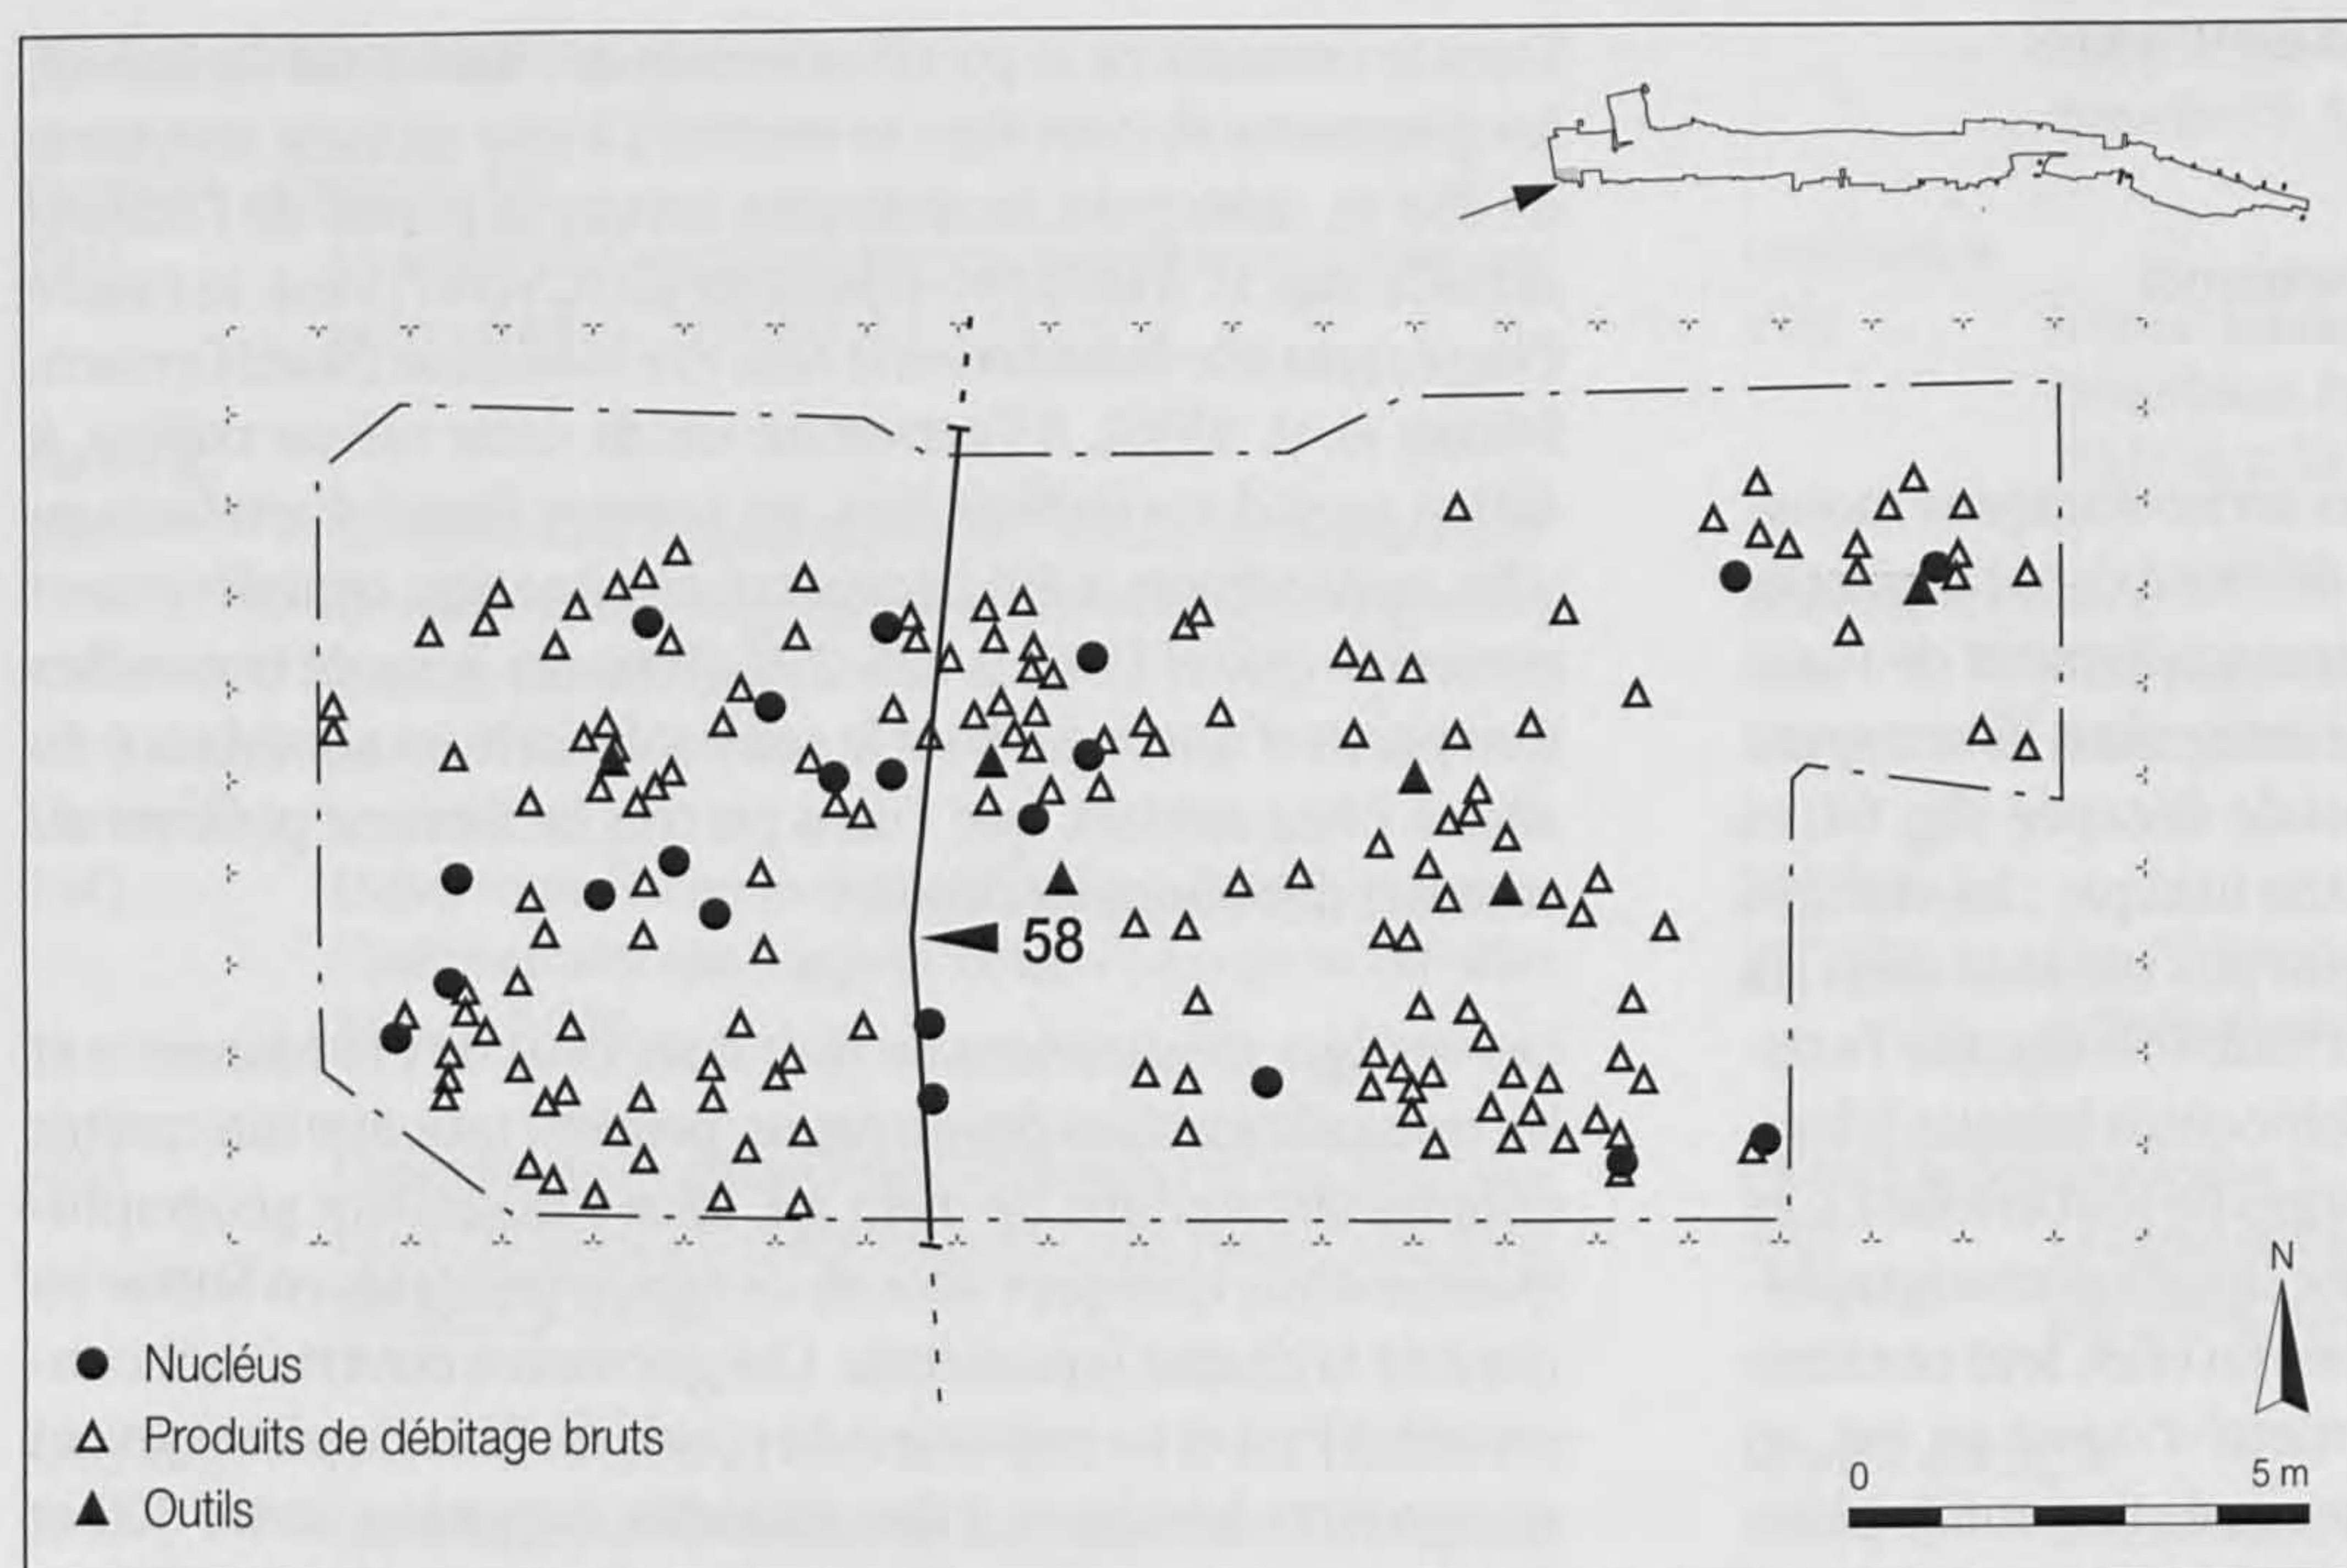 58
N
Nucléus
Produits de débitage bruts
Outils
0 5 m